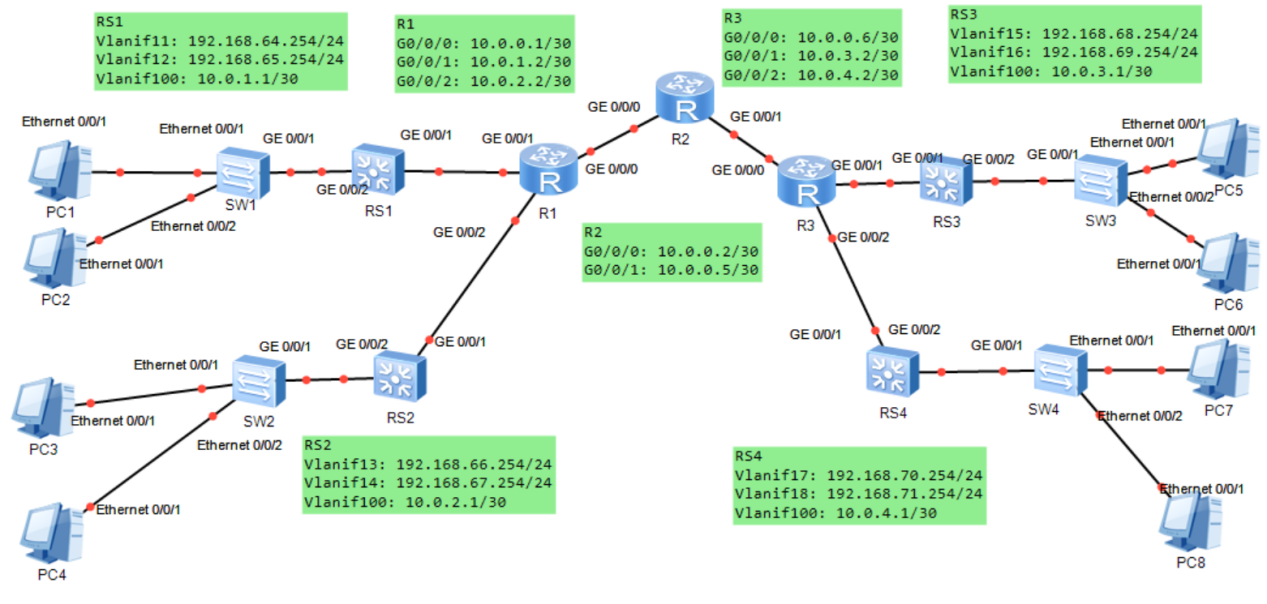 RS1
Vlanif11: 192.168.64.254/24
Vlanif12: 192.168.65.254/24
Vlanif100: 10.0.1.1/30
R1
G0/0/0: 10.0.0.1/30
G0/0/1: 10.0.1.2/30
G0/0/2: 10.0.2.2/30
R3
G0/0/0: 10.0.0.6/30
G0/0/1: 10.0.3.2/30
G0/0/2: 10.0.4.2/30
RS3
Vlanif15: 192.168.68.254/24
Vlanif16: 192.168.69.254/24
Vlanif100: 10.0.3.1/30
Ethernet 0/0/1
Ethernet 0/0/1
GE 0/0/1
GE 0/0/1
GE 0/0/1
GE 0/0/0
GE 0/0/1
R2
GE 0/0/0
GE 0/0/0
GE 0/0/1
GE 0/0/1
GE 0/0/2
GE 0/0/1
Ethernet 0/0/1
Ethernet 0/0/1
PC5
PC1
SW1
GE 0/0/2
RS1
R1
R3
RS3
SW3
Ethernet 0/0/2
Ethernet 0/0/2
GE 0/0/2
GE 0/0/2
Ethernet 0/0/1
Ethernet 0/0/1
PC2
PC6
R2
G0/0/0: 10.0.0.2/30
G0/0/1: 10.0.0.5/30
Ethernet 0/0/1
GE 0/0/1
GE 0/0/2
GE 0/0/1
GE 0/0/1
GE 0/0/2
GE 0/0/1
Ethernet 0/0/1
Ethernet 0/0/1
PC3
Ethernet 0/0/1
SW2
RS2
Ethernet 0/0/2
RS4
SW4
Ethernet 0/0/2
PC7
RS2
Vlanif13: 192.168.66.254/24
Vlanif14: 192.168.67.254/24
Vlanif100: 10.0.2.1/30
RS4
Vlanif17: 192.168.70.254/24
Vlanif18: 192.168.71.254/24
Vlanif100: 10.0.4.1/30
Ethernet 0/0/1
PC4
Ethernet 0/0/1
PC8